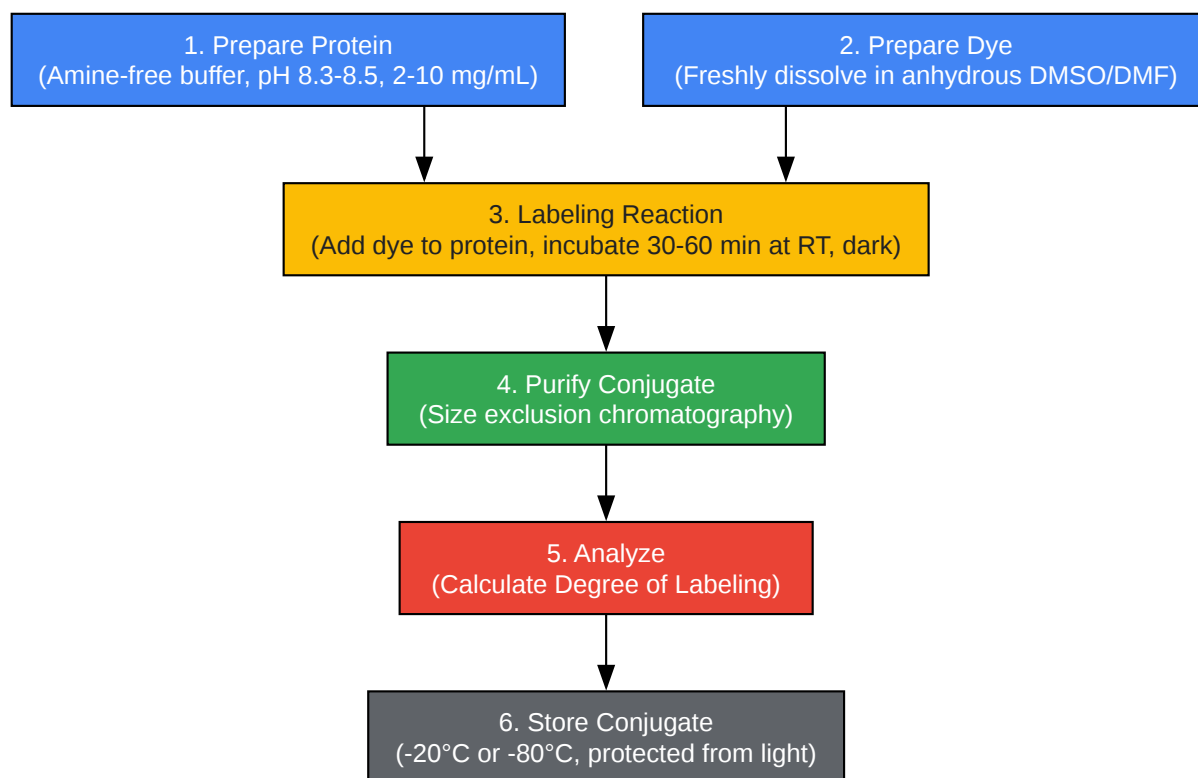 1. Prepare Protein
(Amine-free buffer, pH 8.3-8.5, 2-10 mg/mL)
2. Prepare Dye
(Freshly dissolve in anhydrous DMSO/DMF)
3. Labeling Reaction
(Add dye to protein, incubate 30-60 min at RT, dark)
4. Purify Conjugate
(Size exclusion chromatography)
5. Analyze
(Calculate Degree of Labeling)
6. Store Conjugate
(-20°C or -80°C, protected from light)